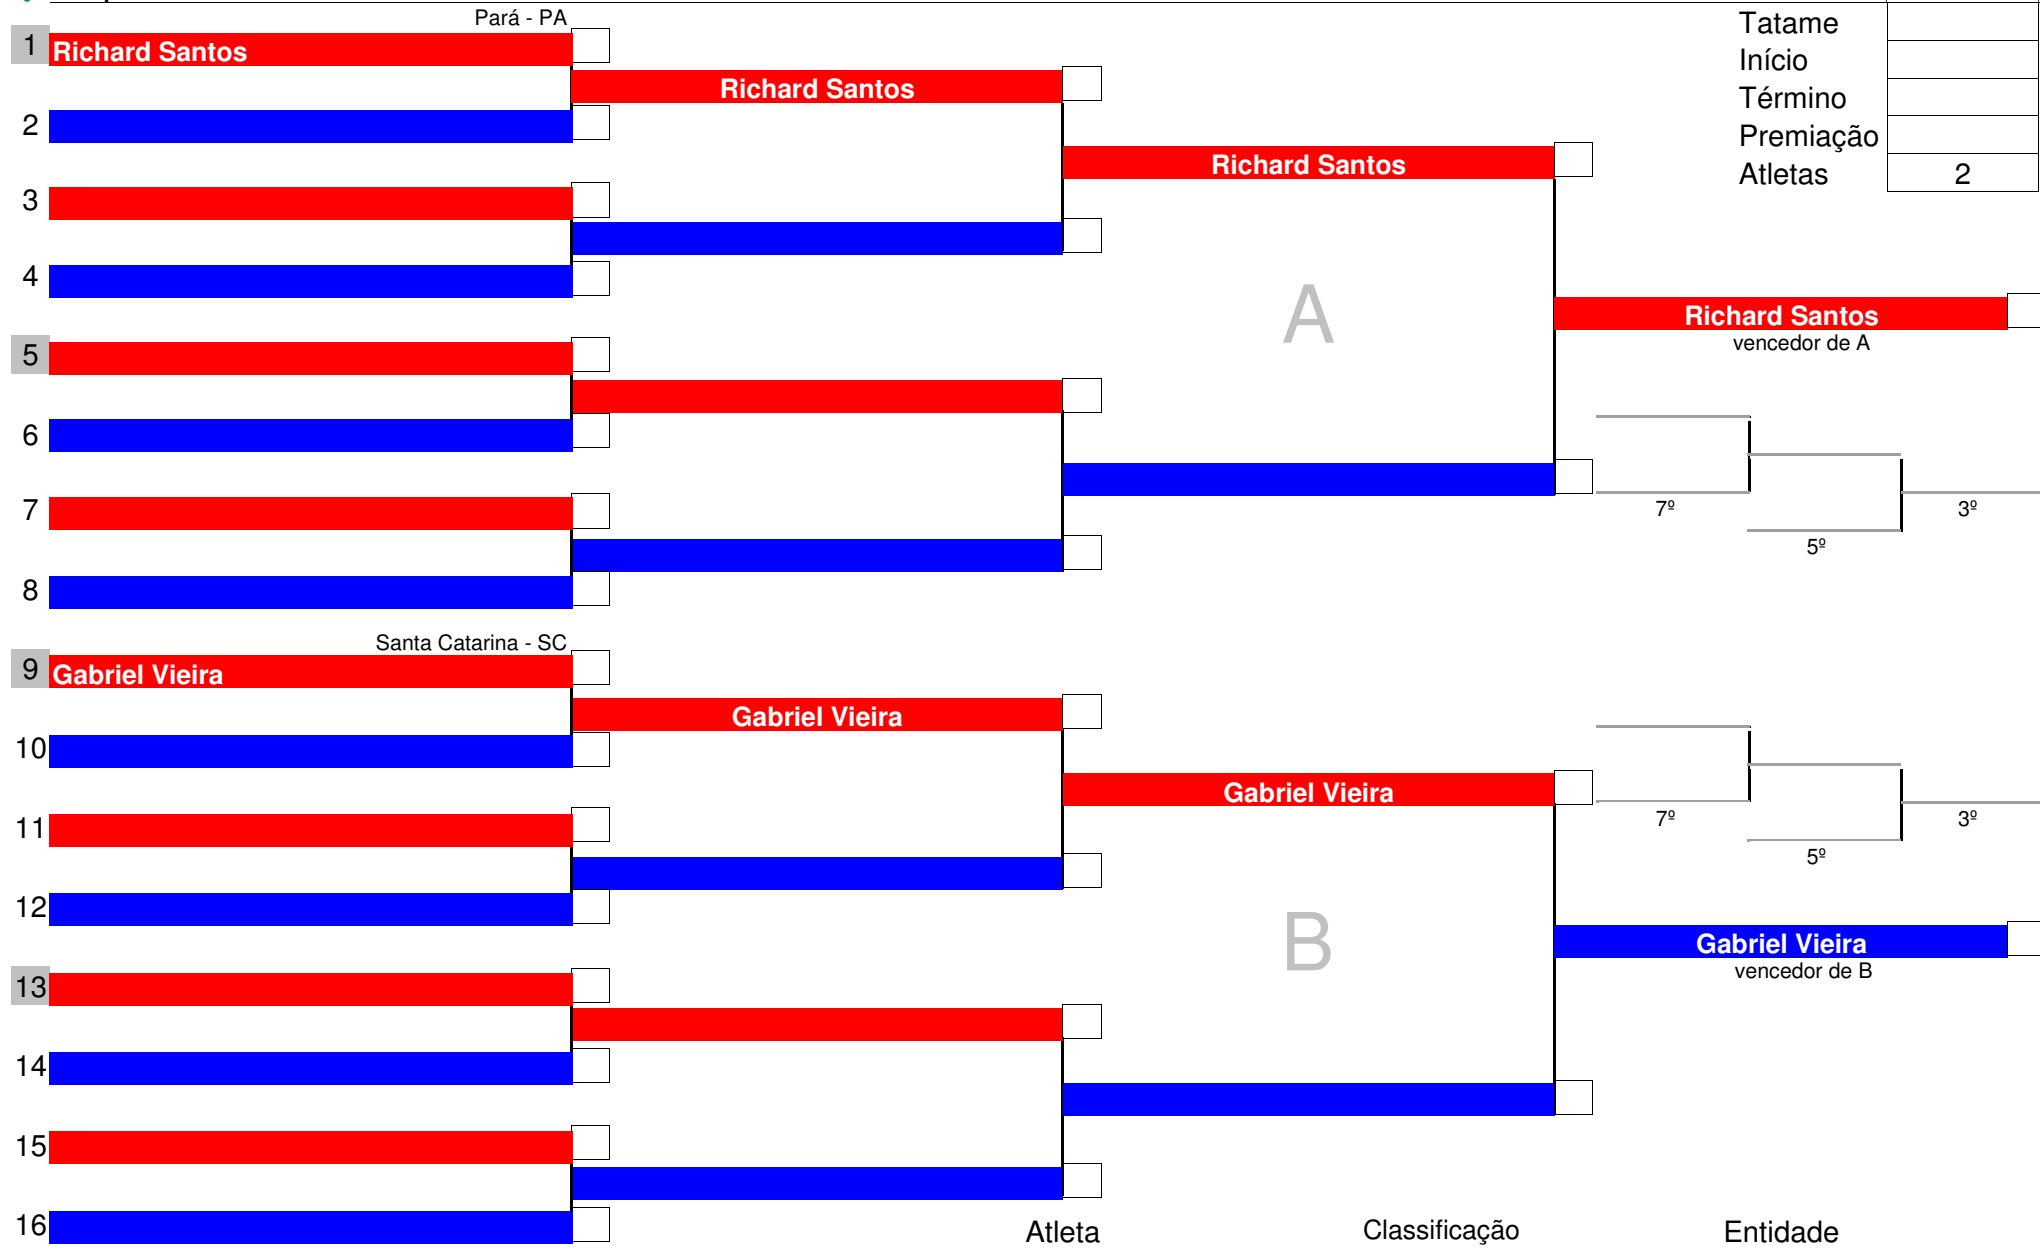 Pará - PA
Tatame
1 Richard Santos
Início
Richard Santos
Término
2
Premiação
Richard Santos
Atletas 2
3
4
A
Richard Santos
vencedor de A
5
6
7
7º 3º
5º
8
Santa Catarina - SC
9 Gabriel Vieira
Gabriel Vieira
10
Gabriel Vieira
11
7º 3º
5º
12
B
Gabriel Vieira
vencedor de B
13
14
15
16
Atleta Classificação Entidade